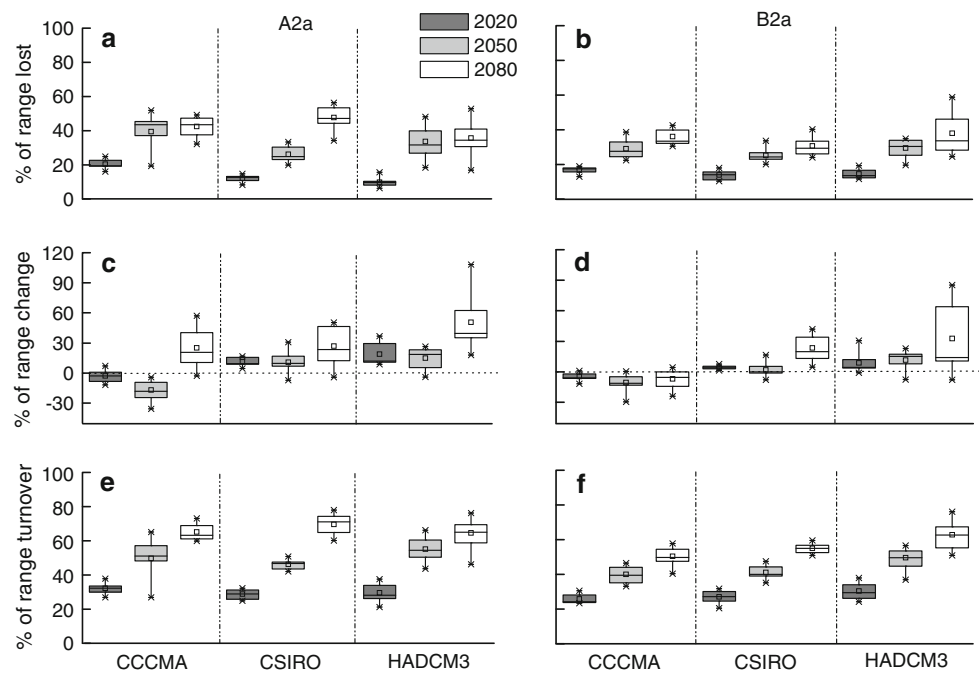 A2a
B2a
2020
2050
2080
a
b
% of range lost
100
80
60
40
20
0
c
d
% of range change
120
90
60
30
0
-30
e
f
% of range turnover
100
80
60
40
20
0
CCCMA CSIRO HADCM3
CCCMA CSIRO HADCM3